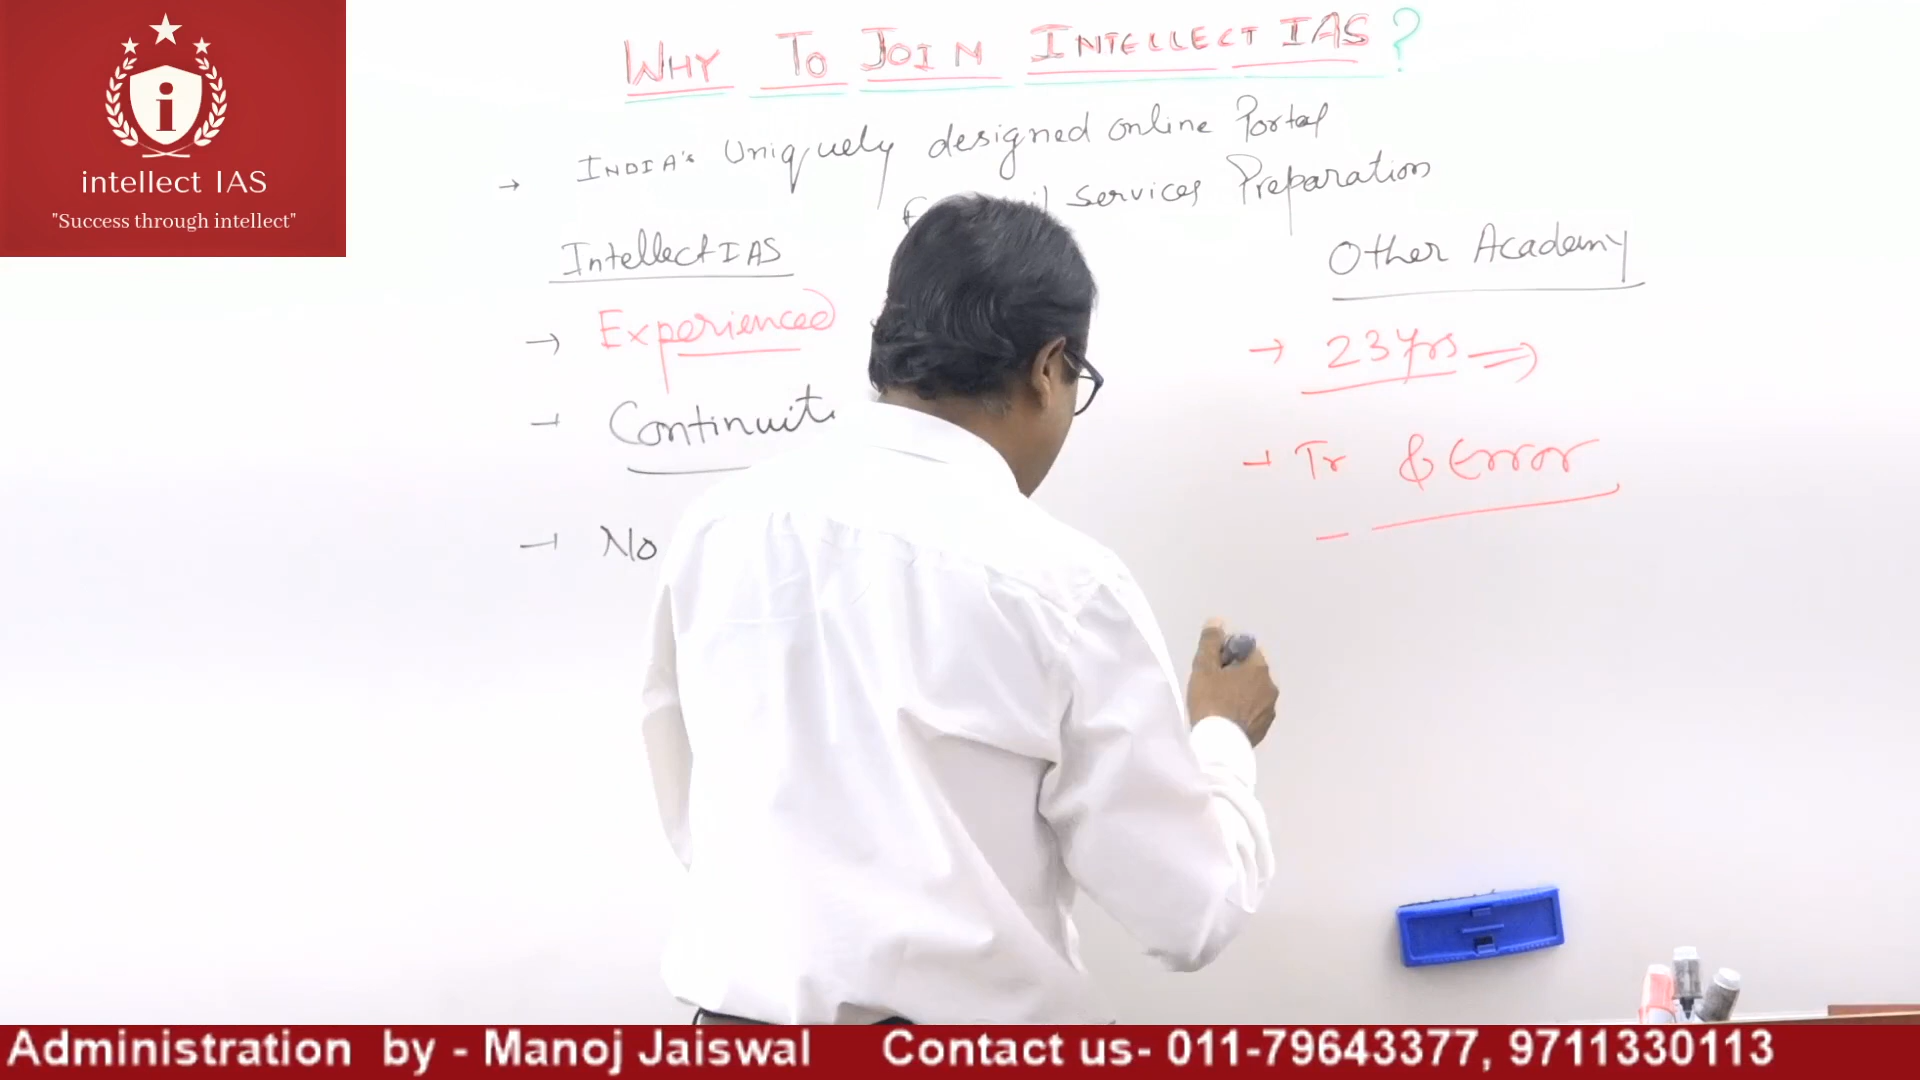 intellect IAS
"Success through intellect"
WHY TO JOIN INTELLECT IAS?
→ INDIA's Uniquely designed online Portal
Services Preparation
Intellect IAS
Other Academy
→ Experienced
→ 23 Yrs ⇒
→ Continuit
→ Tr & Error
→ No
Administration by - Manoj Jaiswal Contact us- 011-79643377, 9711330113